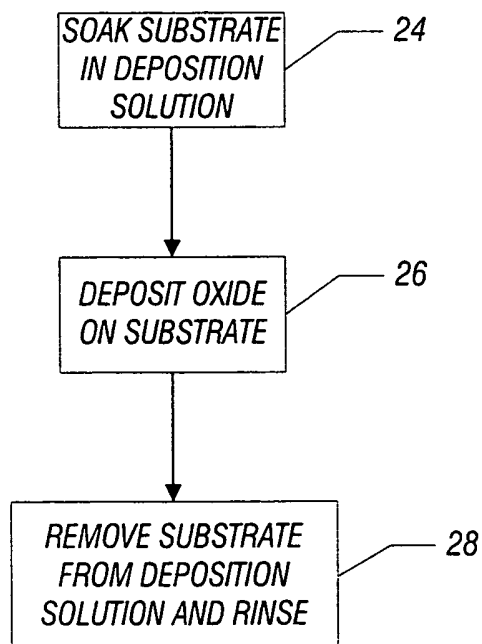 SOAK SUBSTRATE
IN DEPOSITION
SOLUTION
24
DEPOSIT OXIDE
ON SUBSTRATE
26
REMOVE SUBSTRATE
FROM DEPOSITION
SOLUTION AND RINSE
28